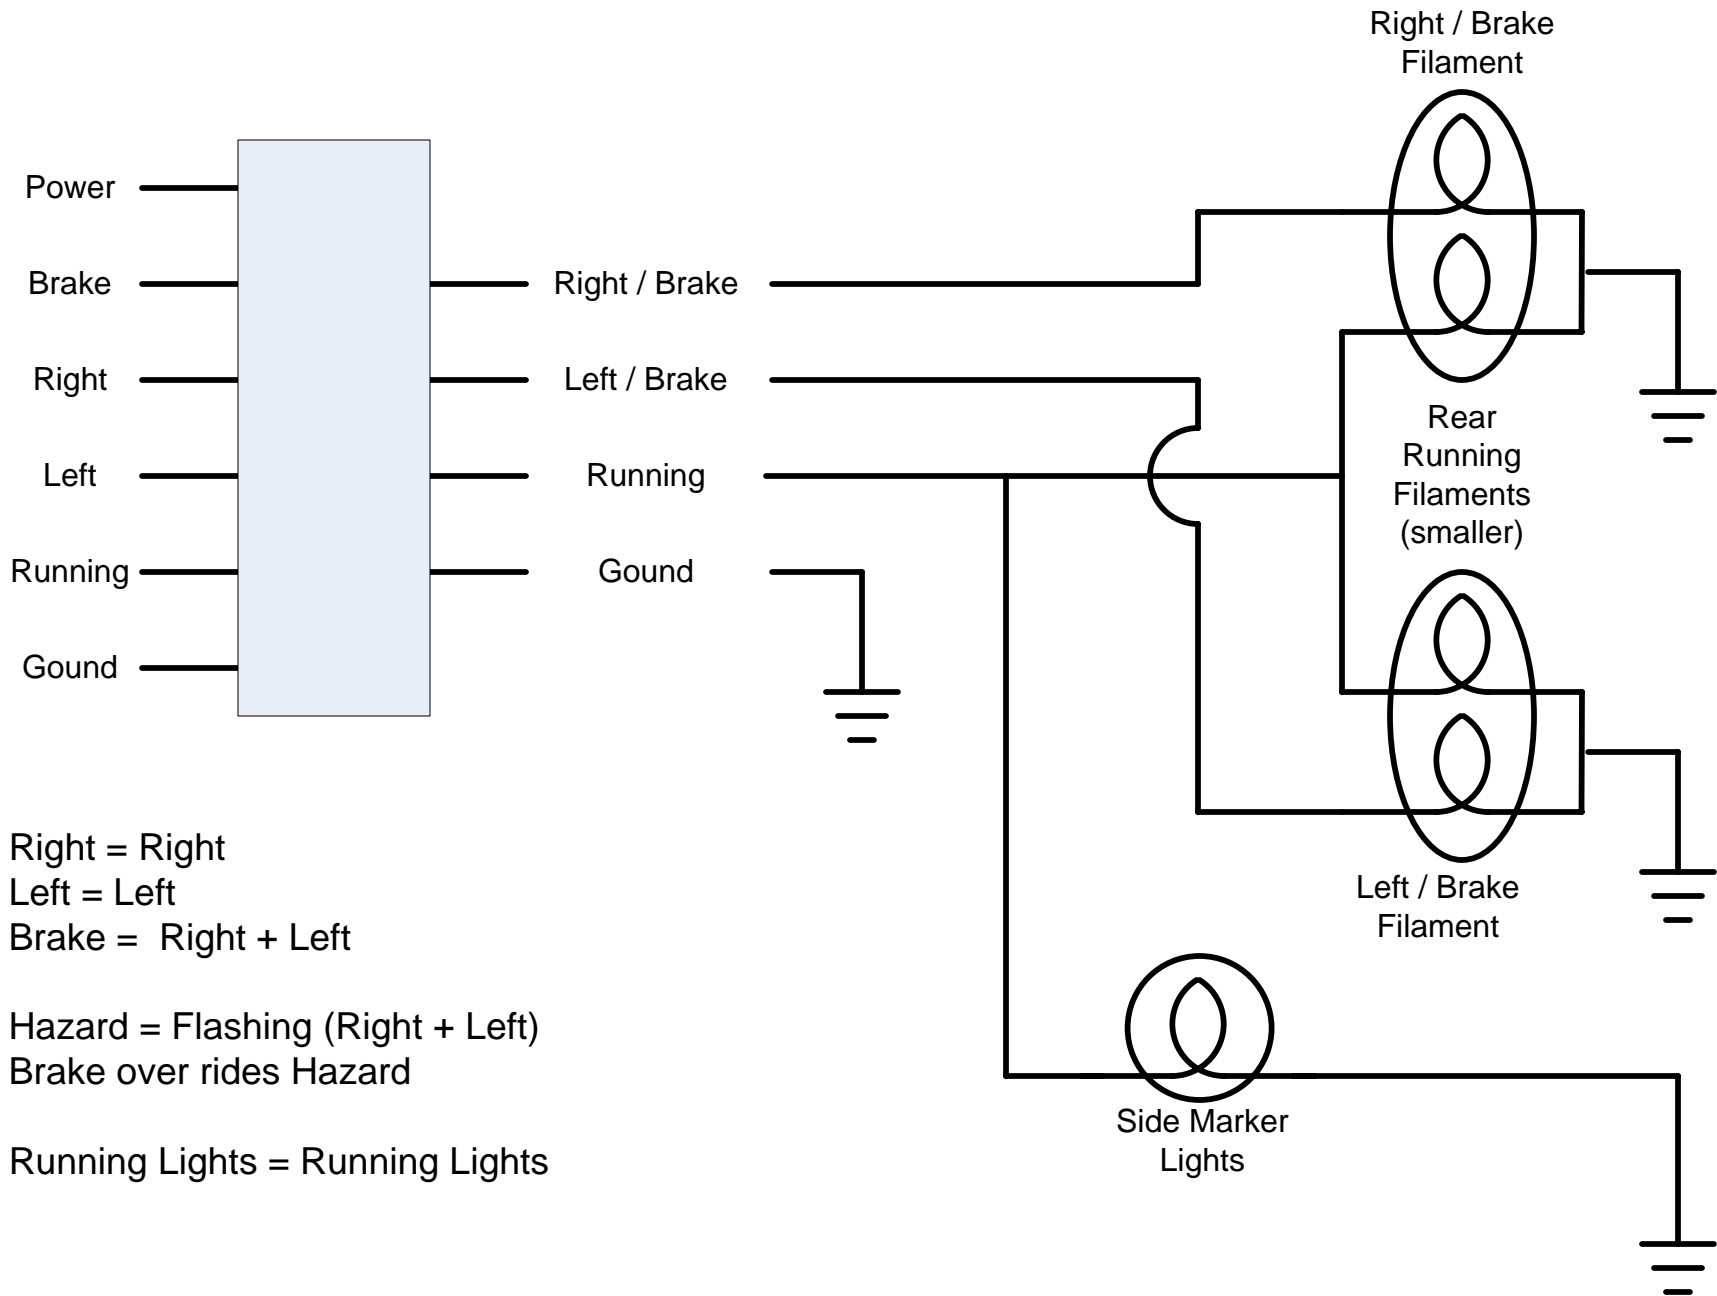 Right / Brake
Filament
Power
Brake
Right / Brake
Right
Left / Brake
Rear
Running
Filaments
(smaller)
Left
Running
Running
Gound
Gound
Right = Right
Left = Left
Brake =  Right + Left
Left / Brake
Filament
Hazard = Flashing (Right + Left)
Brake over rides Hazard
Side Marker
Lights
Running Lights = Running Lights